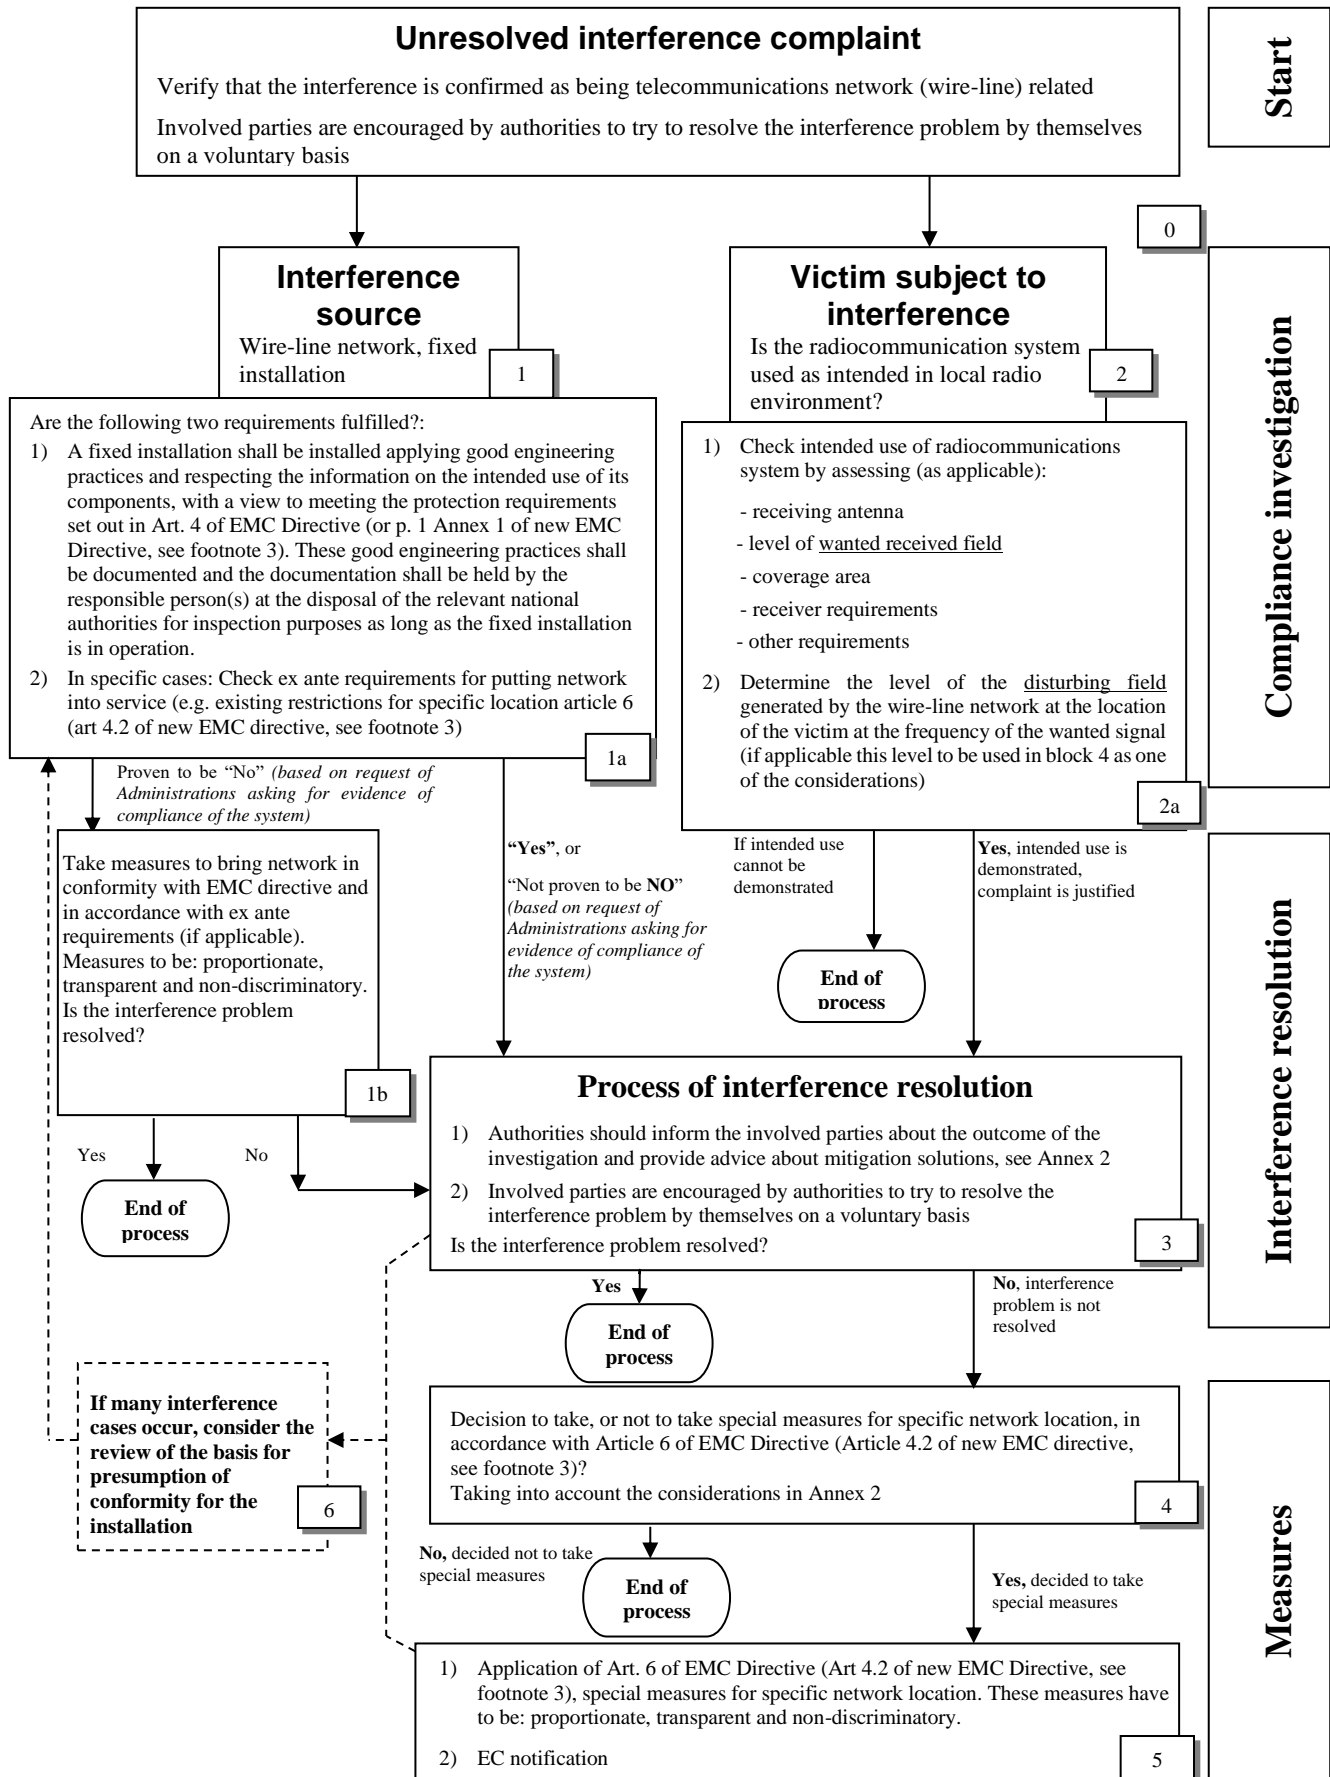 Unresolved interference complaint
Verify that the interference is confirmed as being telecommunications network (wire-line) related
Involved parties are encouraged by authorities to try to resolve the interference problem by themselves
on a voluntary basis
Start
0
Interference
source
Wire-line network, fixed
installation
1
Victim subject to
interference
Is the radiocommunication system
used as intended in local radio
environment?
2
Compliance investigation
Are the following two requirements fulfilled?:
1) A fixed installation shall be installed applying good engineering
practices and respecting the information on the intended use of its
components, with a view to meeting the protection requirements
set out in Art. 4 of EMC Directive (or p. 1 Annex 1 of new EMC
Directive, see footnote 3). These good engineering practices shall
be documented and the documentation shall be held by the
responsible person(s) at the disposal of the relevant national
authorities for inspection purposes as long as the fixed installation
is in operation.
2) In specific cases: Check ex ante requirements for putting network
into service (e.g. existing restrictions for specific location article 6
(art 4.2 of new EMC directive, see footnote 3)
1a
1) Check intended use of radiocommunications
system by assessing (as applicable):
- receiving antenna
- level of wanted received field
- coverage area
- receiver requirements
- other requirements
2) Determine the level of the disturbing field
generated by the wire-line network at the location
of the victim at the frequency of the wanted signal
(if applicable this level to be used in block 4 as one
of the considerations)
2a
Proven to be “No” (based on request of
Administrations asking for evidence of
compliance of the system)
“Yes”, or
“Not proven to be NO”
(based on request of
Administrations asking for
evidence of compliance of
the system)
If intended use
cannot be
demonstrated
Yes, intended use is
demonstrated,
complaint is justified
End of
process
Take measures to bring network in
conformity with EMC directive and
in accordance with ex ante
requirements (if applicable).
Measures to be: proportionate,
transparent and non-discriminatory.
Is the interference problem
resolved?
1b
Yes
No
End of
process
Interference resolution
Process of interference resolution
1) Authorities should inform the involved parties about the outcome of the
investigation and provide advice about mitigation solutions, see Annex 2
2) Involved parties are encouraged by authorities to try to resolve the
interference problem by themselves on a voluntary basis
Is the interference problem resolved?
3
Yes
No, interference
problem is not
resolved
End of
process
If many interference
cases occur, consider the
review of the basis for
presumption of
conformity for the
installation
6
Decision to take, or not to take special measures for specific network location, in
accordance with Article 6 of EMC Directive (Article 4.2 of new EMC directive,
see footnote 3)?
Taking into account the considerations in Annex 2
4
No, decided not to take
special measures
End of
process
Yes, decided to take
special measures
Measures
1) Application of Art. 6 of EMC Directive (Art 4.2 of new EMC Directive, see
footnote 3), special measures for specific network location. These measures have
to be: proportionate, transparent and non-discriminatory.
2) EC notification
5